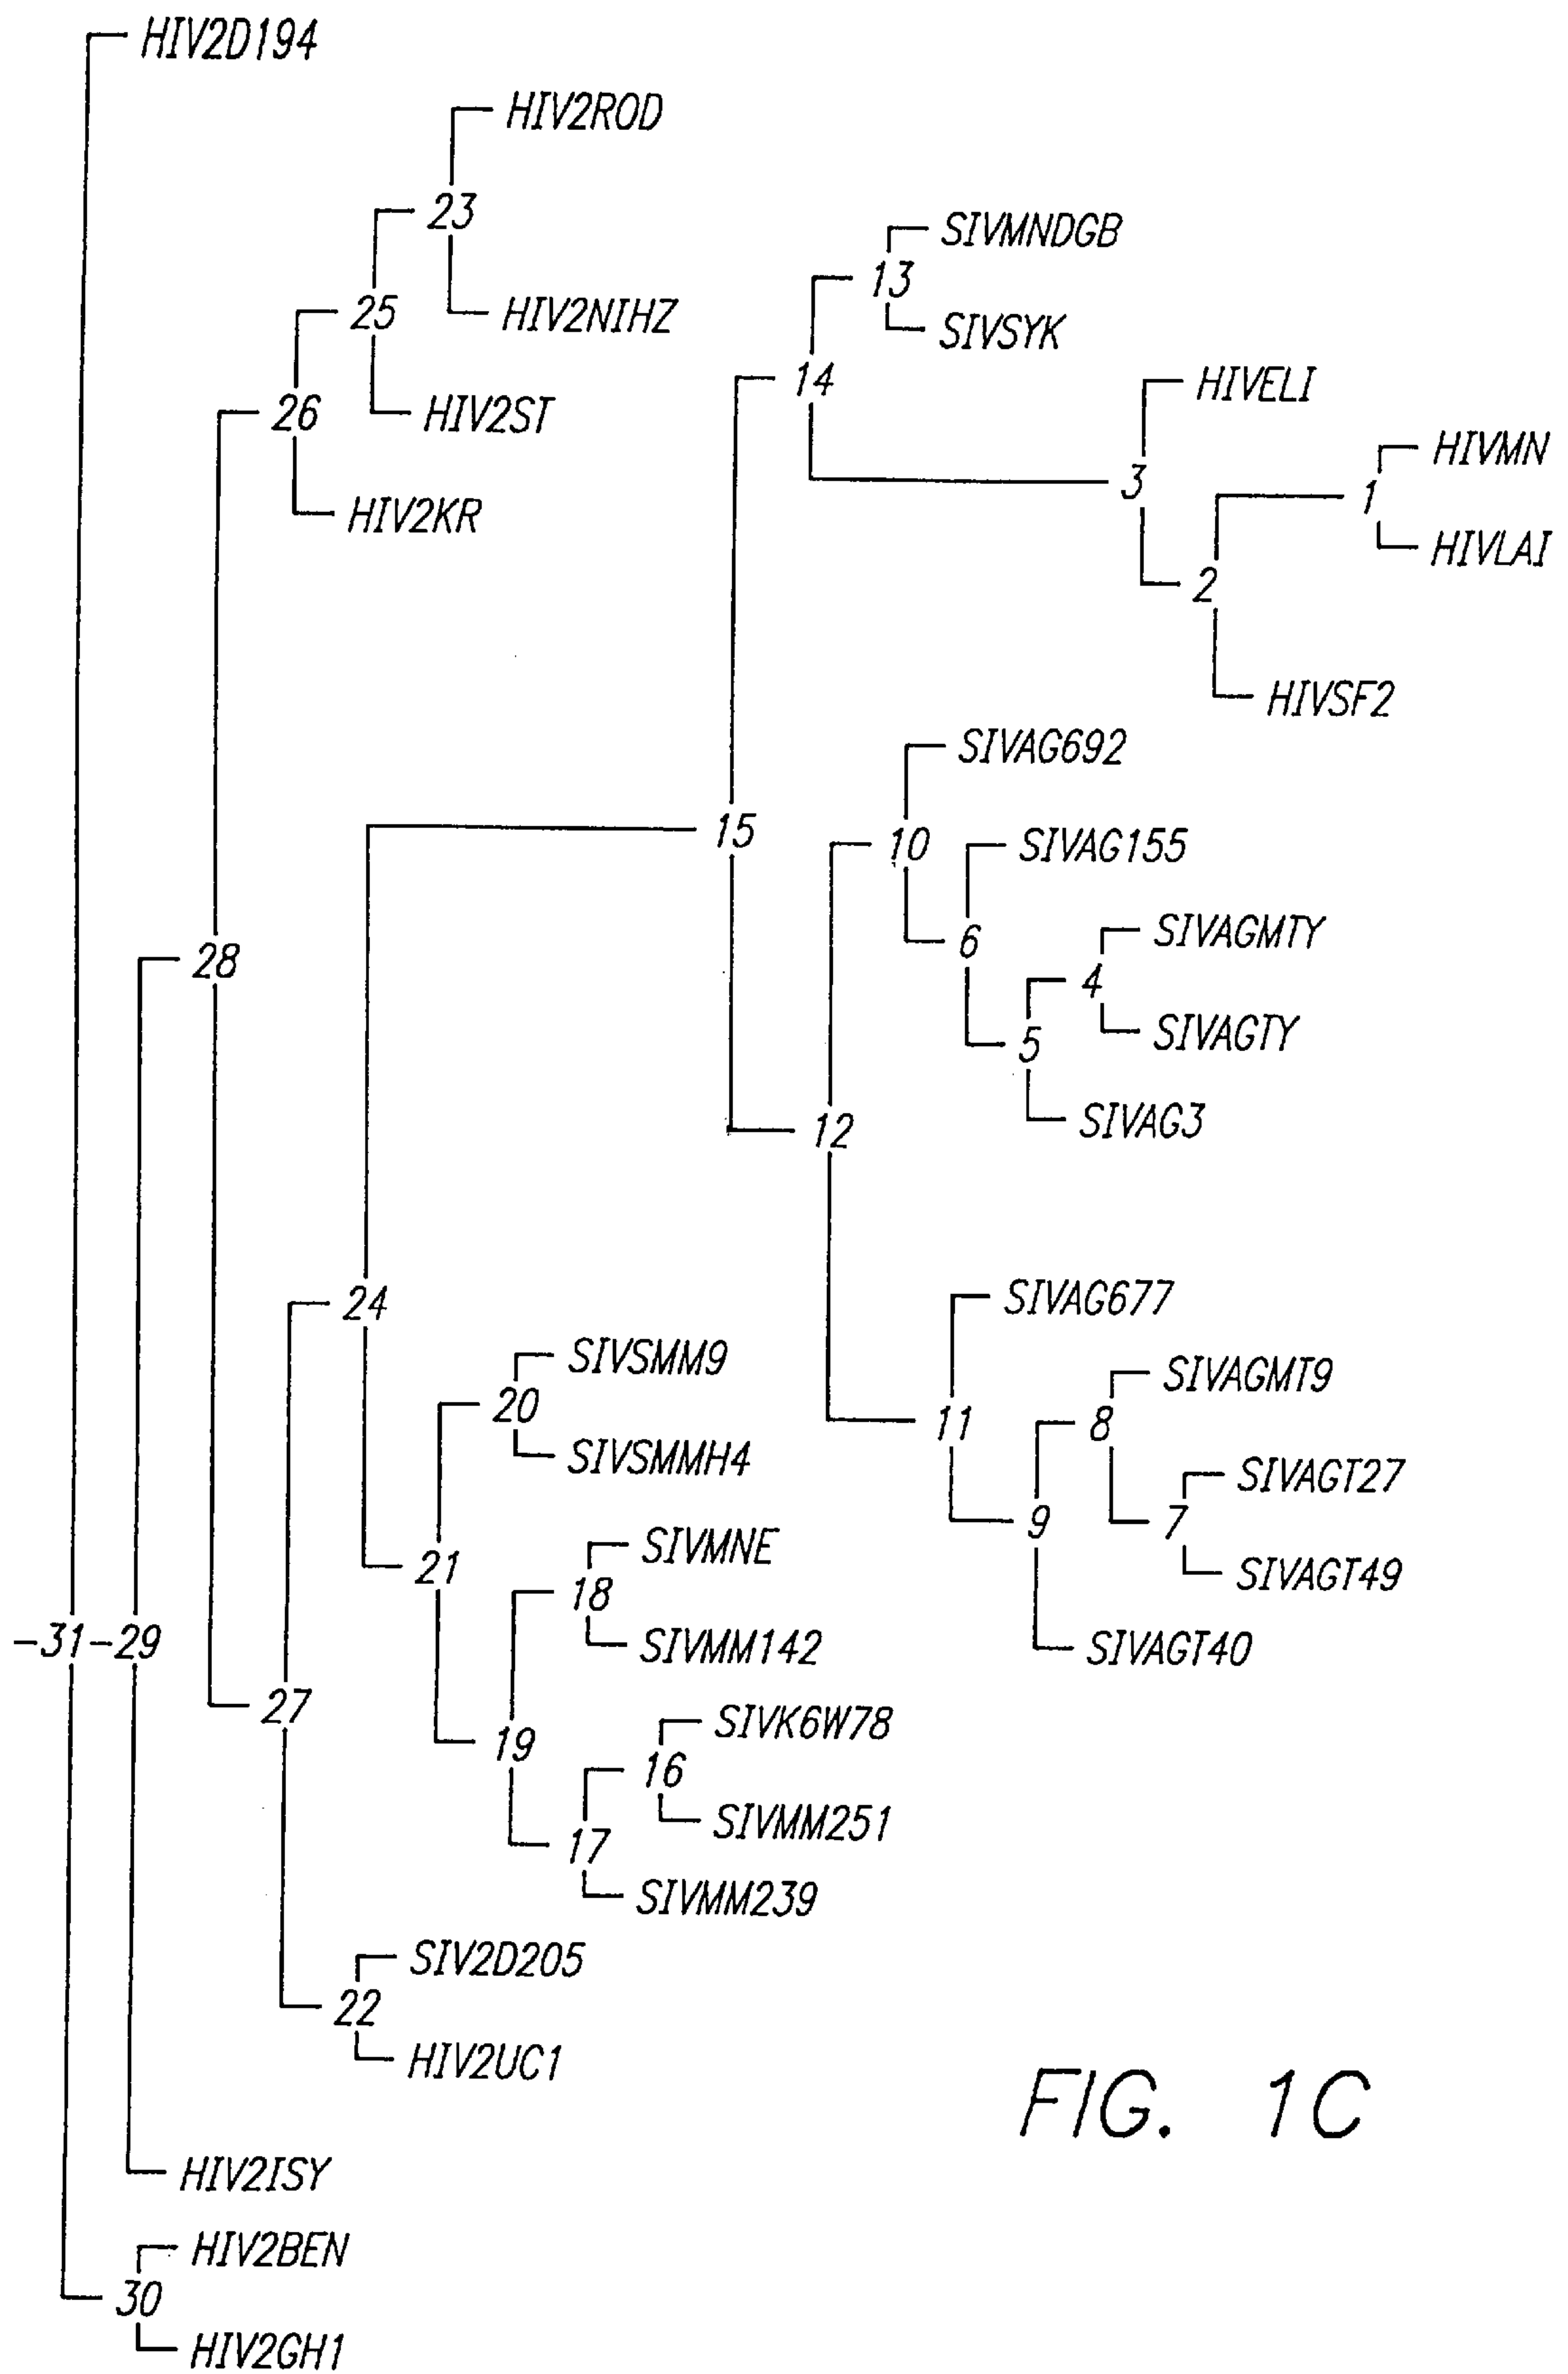 HIV2D194
HIV2ROD
23
SIVMNDGB
13
25
HIV2NIHZ
SIVSYK
14
HIVELI
26
HIV2ST
HIVMN
3
1
HIV2KR
HIVLAI
2
HIVSF2
SIVAG692
15
10
SIVAG155
SIVAGMTY
6
28
4
SIVAGTY
5
SIVAG3
12
SIVAG677
24
SIVSMM9
SIVAGMT9
20
11
8
SIVSMMH4
SIVAGT27
9
7
SIVMNE
21
SIVAGT49
18
-31-29
SIVMM142
SIVAGT40
27
SIVK6W78
19
16
SIVMM251
17
SIVMM239
SIV2D205
22
HIV2UC1
FIG. 1C
HIV2ISY
HIV2BEN
30
HIV2GH1